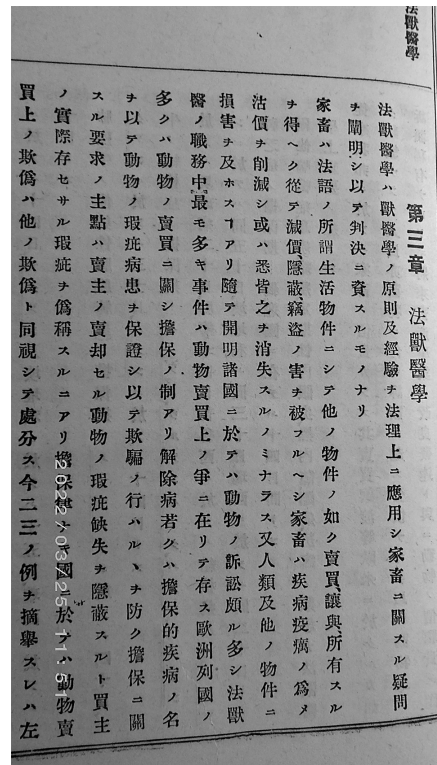 法獸醫學
第三章　法獸醫學
法獸醫學ハ獸醫學ノ原則及經驗ヲ法理上ニ應用シ家畜ニ關スル疑問
ヲ闡明シ以テ判決ニ資スルモノナリ
家畜ハ法語ノ所謂生活物件ニシテ他ノ物件ノ如ク賣買、讓與、所有スル
ヲ得ヘク從テ減價、隱蔽、竊盜ノ害ヲ被フルヘシ家畜ハ疾病疫癘ノ爲メ
沽價ヲ削減シ或ハ悉皆之ヲ消失スルノミナラス又人類及他ノ物件ニ
損害ヲ及ホスヿアリ隨テ開明諸國ニ於テハ動物ノ訴訟頗ル多シ法獸
醫ノ職務中最モ多キ事件ハ動物賣買上ノ爭ニ在リテ存ス歐洲列國ノ
多クハ動物ノ賣買ニ關シ擔保ノ制アリ解除病若クハ擔保的疾病ノ名
ヲ以テ動物ノ瑕疵病患ヲ保證シ以テ欺騙ノ行ハルヽヲ防ク擔保ニ關
スル要求ノ主點ハ賣主ノ賣却セル動物ノ瑕疵缺失ヲ隱蔽スルト買主
ノ實際存セサル瑕疵ヲ僞稱スルニアリ擔保律ナキ國ニ於テハ動物賣
買上ノ欺僞ハ他ノ欺僞ト同視シテ處分ス今二三ノ例ヲ摘舉スレハ左
2022/03/25 11:51